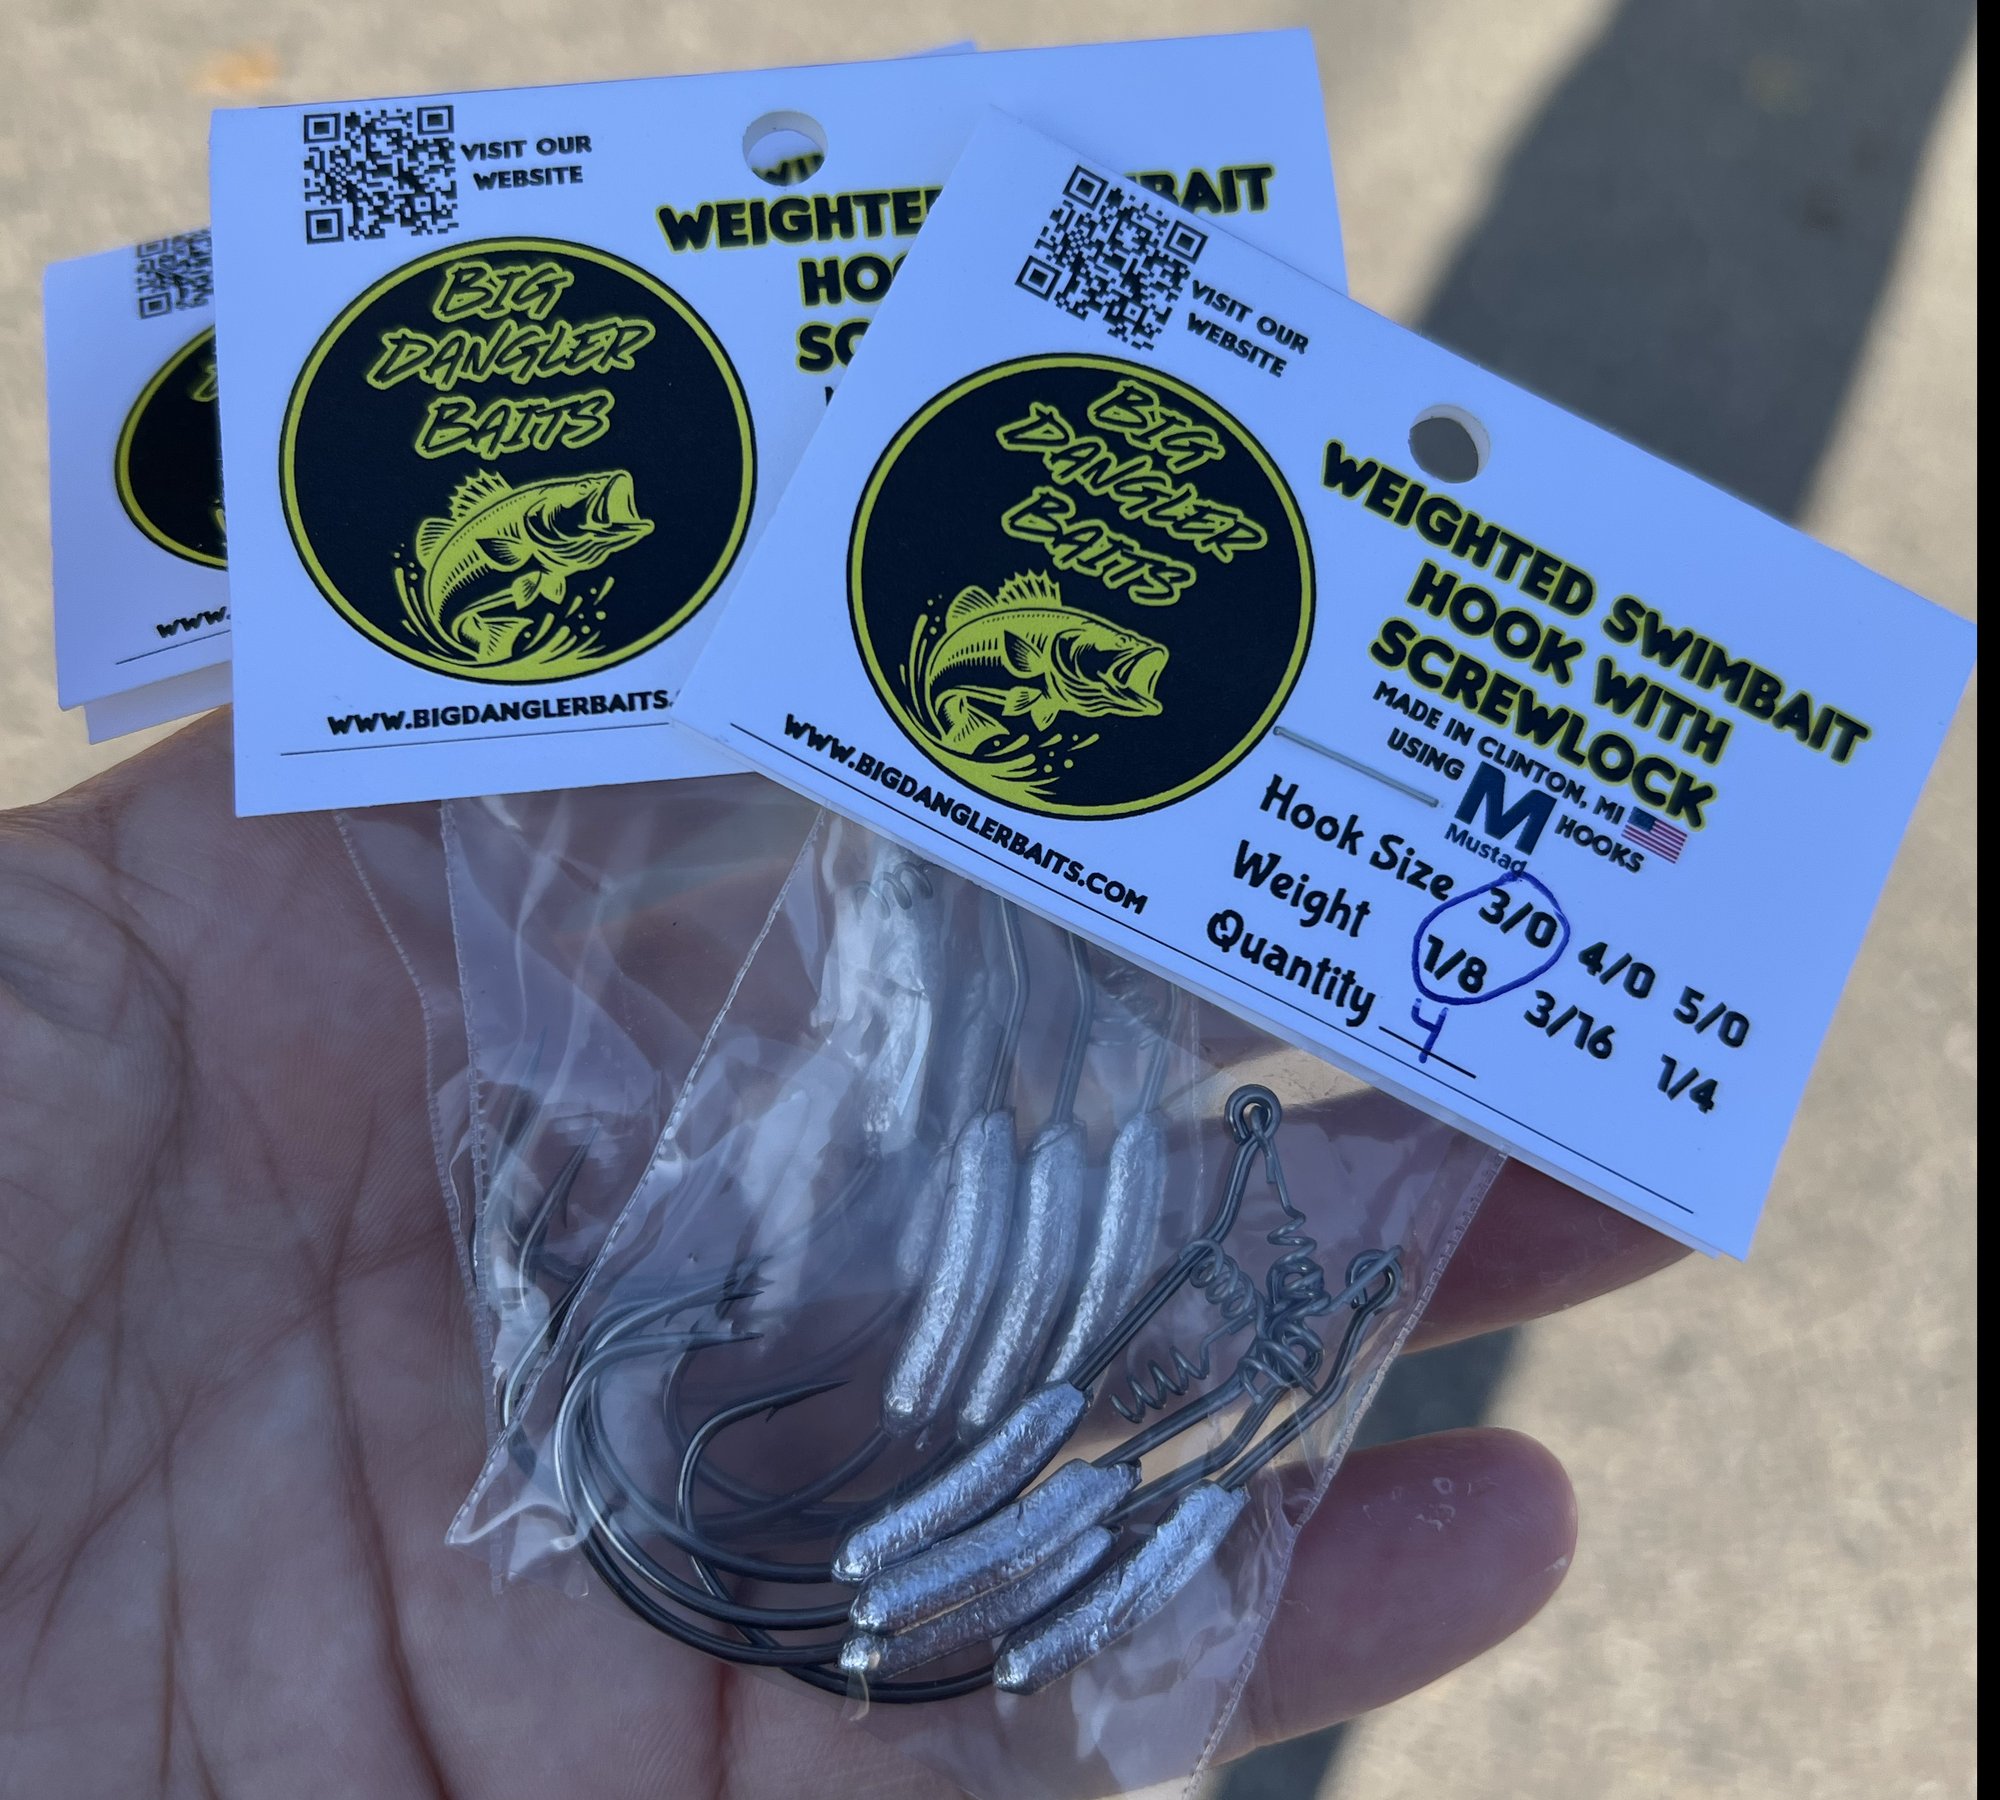 VISIT OUR
WEBSITE
BIG
DANGLER
BAITS
WWW.
WWW.BIGDANGLERBAITS.
VISIT OUR
WEBSITE
BIG
DANGLER
BAITS
WWW.BIGDANGLERBAITS.COM
WEIGHTED SWIMBAIT
HOOK WITH
SCREWLOCK
MADE IN CLINTON, MI
USING M HOOKS
Mustad
Hook Size 3/0 4/0 5/0
Weight 1/8 3/16 1/4
Quantity 4